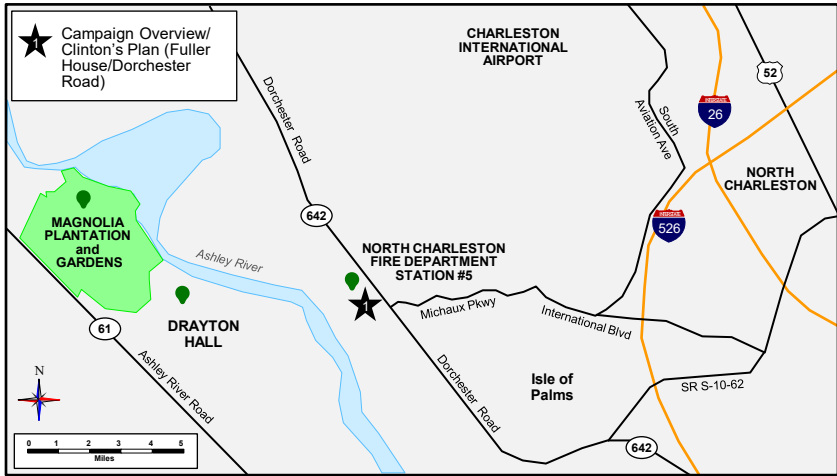 1
Campaign Overview/
Clinton's Plan (Fuller
House/Dorchester
Road)
CHARLESTON
INTERNATIONAL
AIRPORT
52
INTERSTATE
26
South
Aviation Ave
Dorchester Road
NORTH
CHARLESTON
MAGNOLIA
PLANTATION
and
GARDENS
642
INTERSTATE
526
Ashley River
NORTH CHARLESTON
FIRE DEPARTMENT
STATION #5
1
Michaux Pkwy
International Blvd
DRAYTON
HALL
61
Ashley River Road
Dorchester Road
Isle of
Palms
SR S-10-62
642
N
0 1 2 3 4 5
Miles